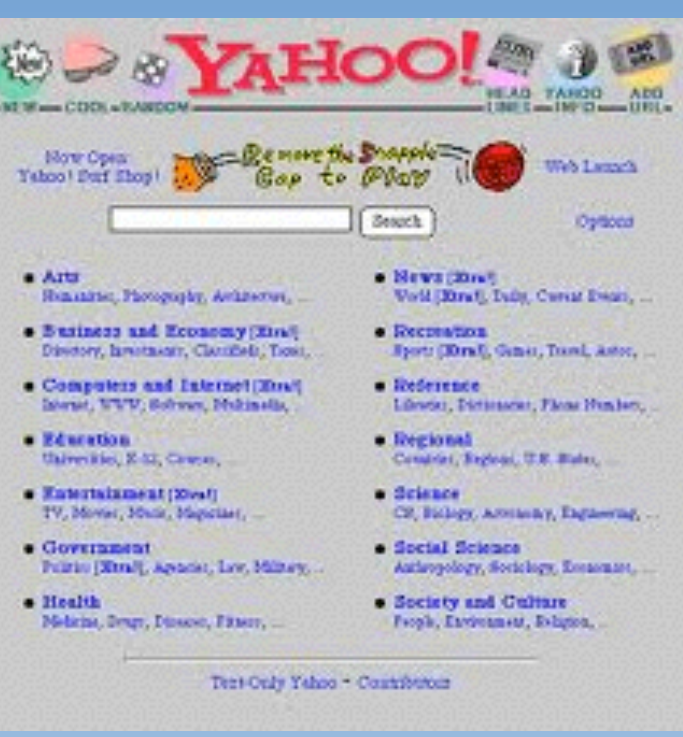 New
YAHOO!
ADD URL
NEW COOL RANDOM HEAD LINES YAHOO INFO ADD URL
Now Open: Yahoo! Surf Shop!
Remove the Snapple Cap to Play
Web Launch
Search
Options
Arts
Humanities, Photography, Architecture, ...
Business and Economy [Xtra!]
Directory, Investments, Classifieds, Taxes, ...
Computers and Internet [Xtra!]
Internet, WWW, Software, Multimedia, ...
Education
Universities, K-12, Courses, ...
Entertainment [Xtra!]
TV, Movies, Music, Magazines, ...
Government
Politics [Xtra!], Agencies, Law, Military, ...
Health
Medicine, Drugs, Diseases, Fitness, ...
News [Xtra!]
World [Xtra!], Daily, Current Events, ...
Recreation
Sports [Xtra!], Games, Travel, Autos, ...
Reference
Libraries, Dictionaries, Phone Numbers, ...
Regional
Countries, Regions, U.S. States, ...
Science
CS, Biology, Astronomy, Engineering, ...
Social Science
Anthropology, Sociology, Economics, ...
Society and Culture
People, Environment, Religion, ...
Text-Only Yahoo - Contributors